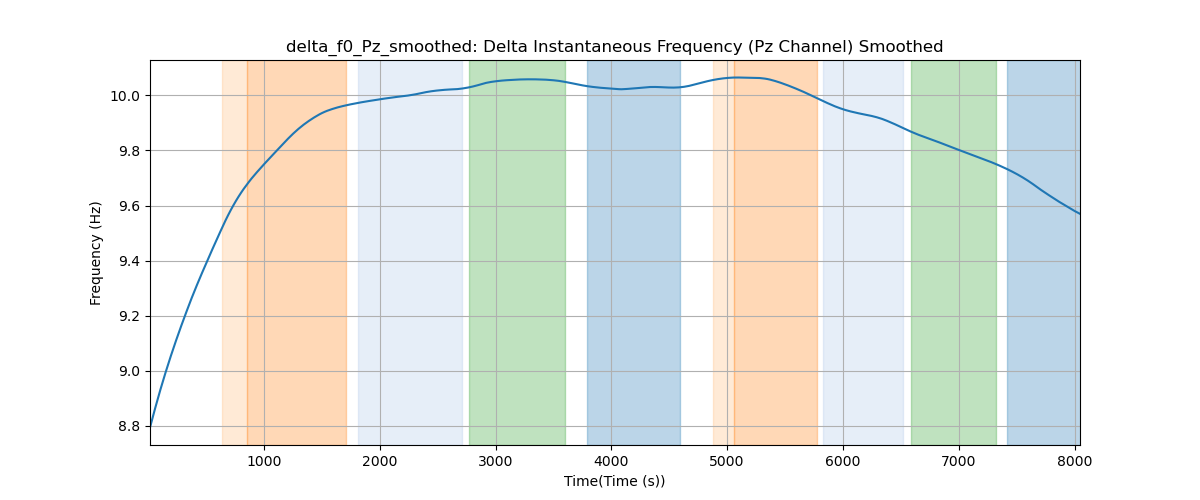 delta_f0_Pz_smoothed: Delta Instantaneous Frequency (Pz Channel) Smoothed
Frequency (Hz)
10.0
9.8
9.6
9.4
9.2
9.0
8.8
1000 2000 3000 4000 5000 6000 7000 8000
Time(Time (s))